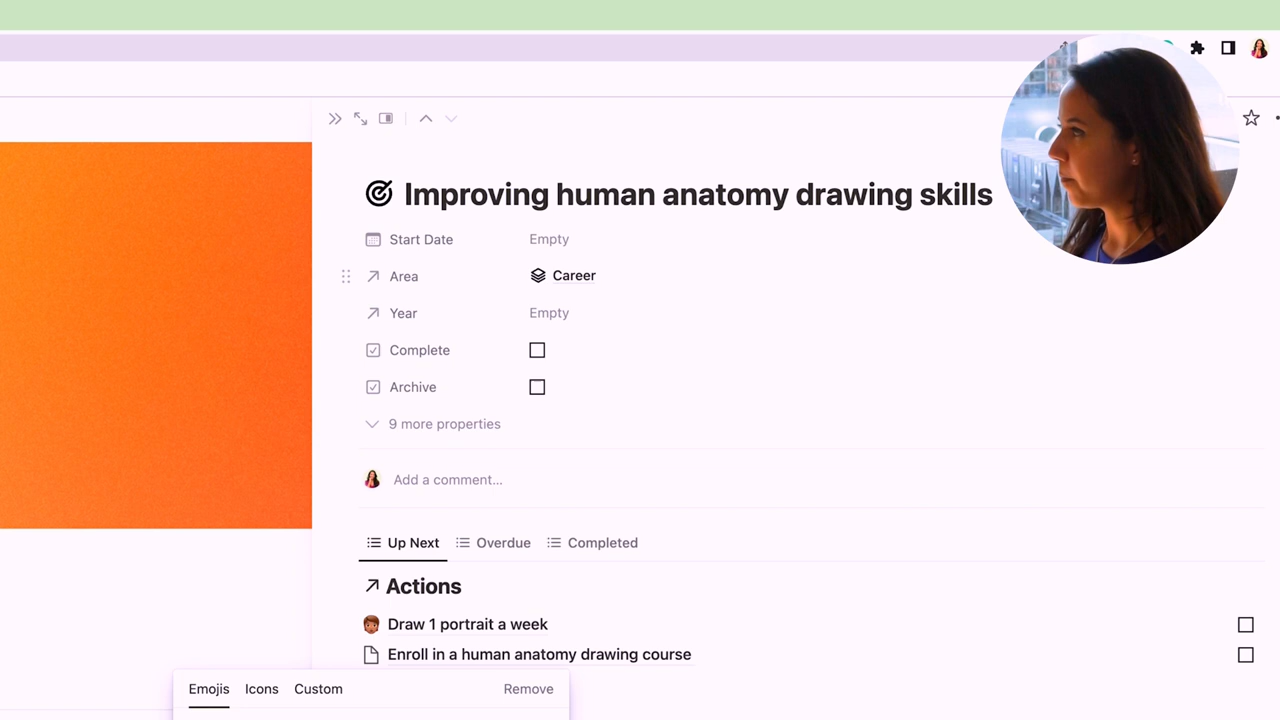 Improving human anatomy drawing skills
Start Date Empty
Area Career
Year Empty
Complete
Archive
9 more properties
Add a comment...
Up Next Overdue Completed
Actions
Draw 1 portrait a week
Enroll in a human anatomy drawing course
Emojis Icons Custom Remove